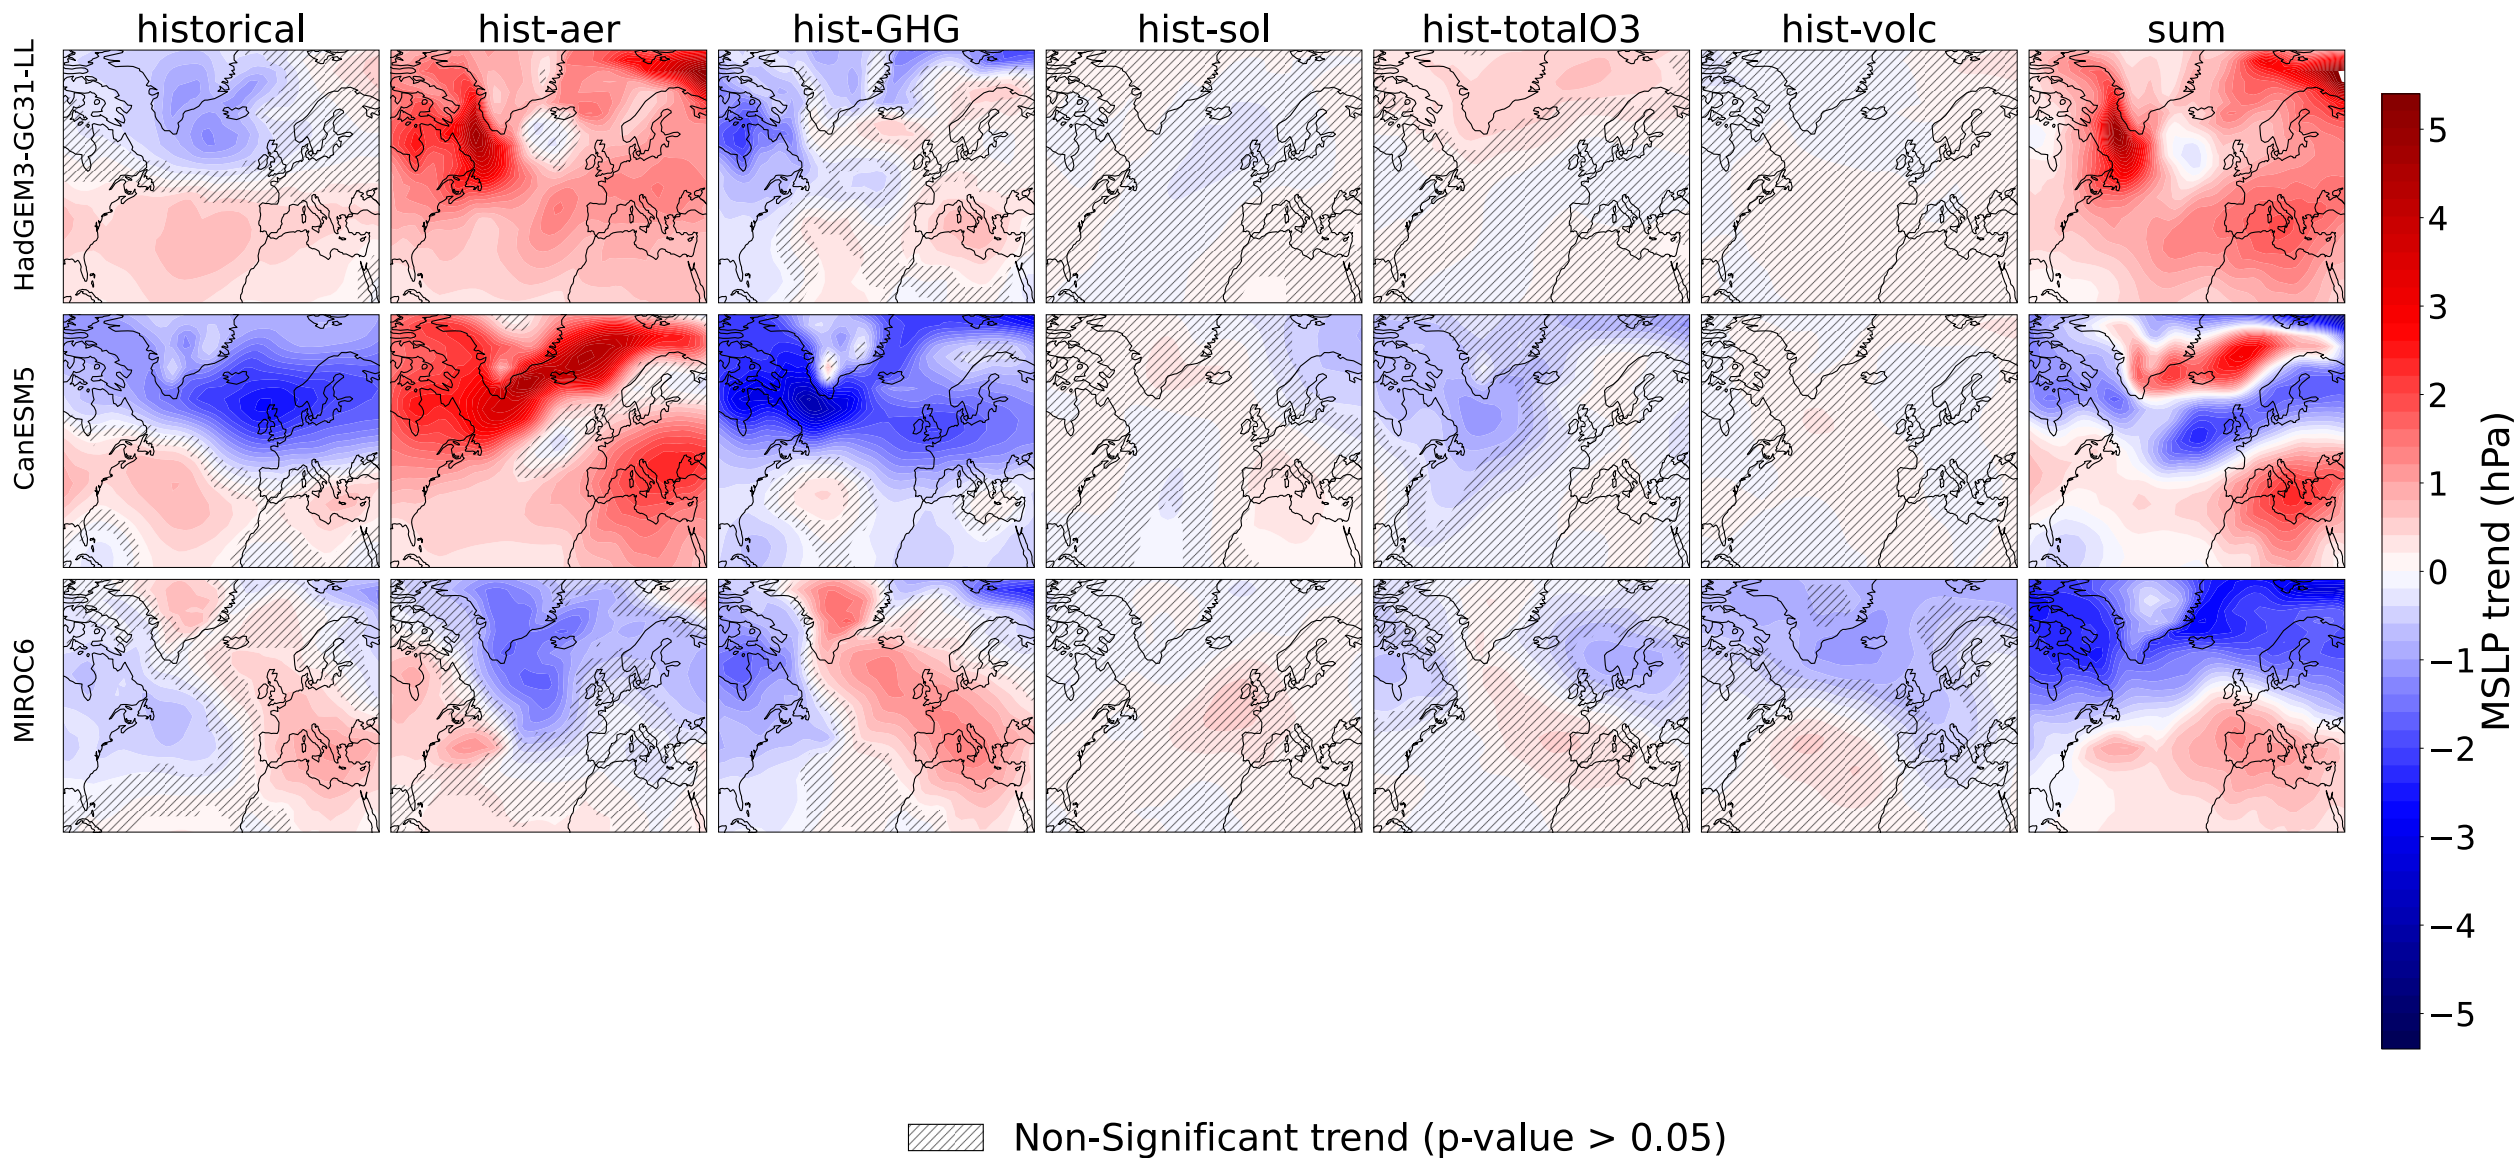 historical hist-aer hist-GHG hist-sol hist-totalO3 hist-volc sum
HadGEM3-GC31-LL
CanESM5
MIROC6
5
4
3
2
1
0
−1
−2
−3
−4
−5
MSLP trend (hPa)
Non-Significant trend (p-value > 0.05)